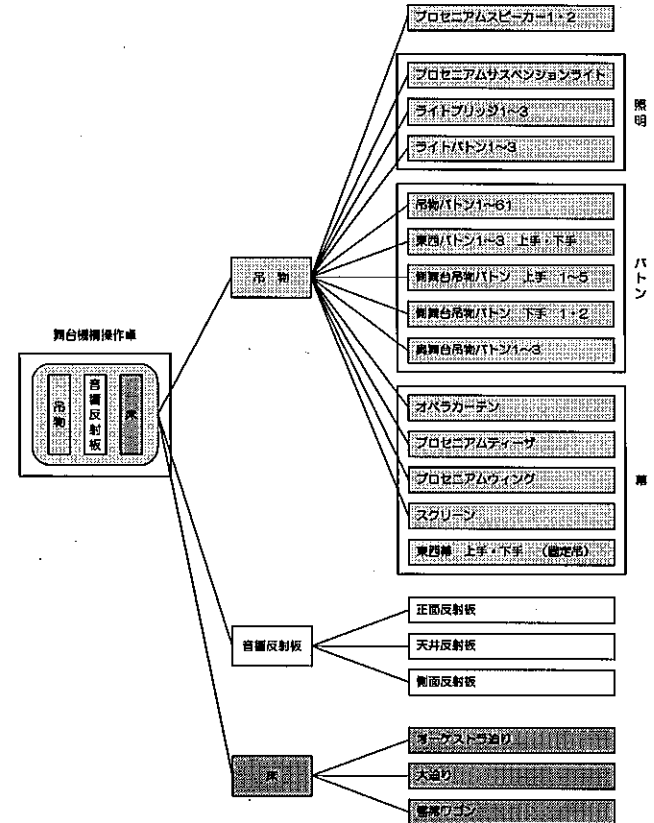 プロセニアムスピーカー1・2
プロセニアムサスペンションライト
ライトブリッジ1~3
ライトバトン1~3
照明
吊物バトン1~61
東西バトン1~3 上手・下手
側舞台吊物バトン 上手 1~5
側舞台吊物バトン 下手 1・2
奥舞台吊物バトン1~3
バトン
吊物
舞台機構操作卓
吊物
音響反射板
床
オペラカーテン
プロセニアムティーザ
プロセニアムウィング
スクリーン
東西幕 上手・下手 (固定吊)
幕
音響反射板
正面反射板
天井反射板
側面反射板
床
オーケストラ迫り
大迫り
音響ワゴン